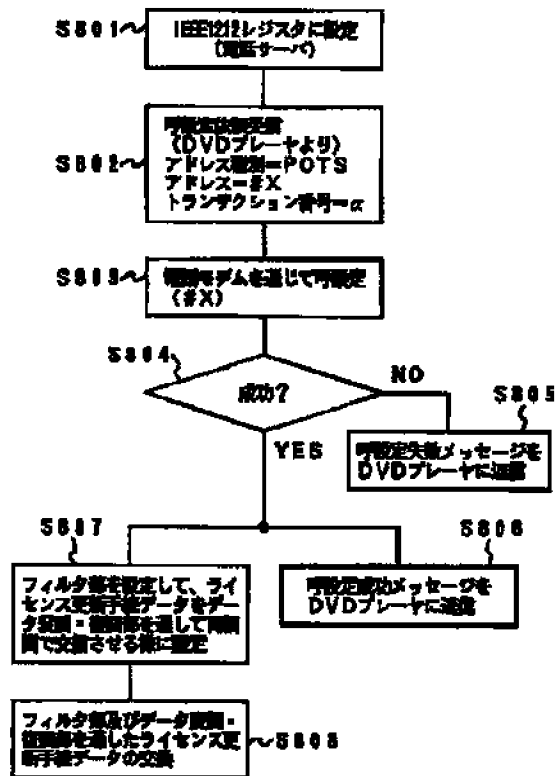 S801
IEEE1212レジスタに設定
(電話サーバ)
S802
呼設定依頼受信
(DVDプレーヤより)
アドレス種別=POTS
アドレス=#X
トランザクション番号=α
S803
モデムを通じて呼設定
(#X)
S804
成功?
NO
S805
YES
呼設定失敗メッセージを
DVDプレーヤに返信
S807
S806
フィルタ部を設定して、ライ
センス更新手続データをデー
タ変調・復調部を通して両側
間で交換させる様に設定
呼設定成功メッセージを
DVDプレーヤに返信
フィルタ部及びデータ変調・
復調部を通したライセンス更
新手続データの交換
S808